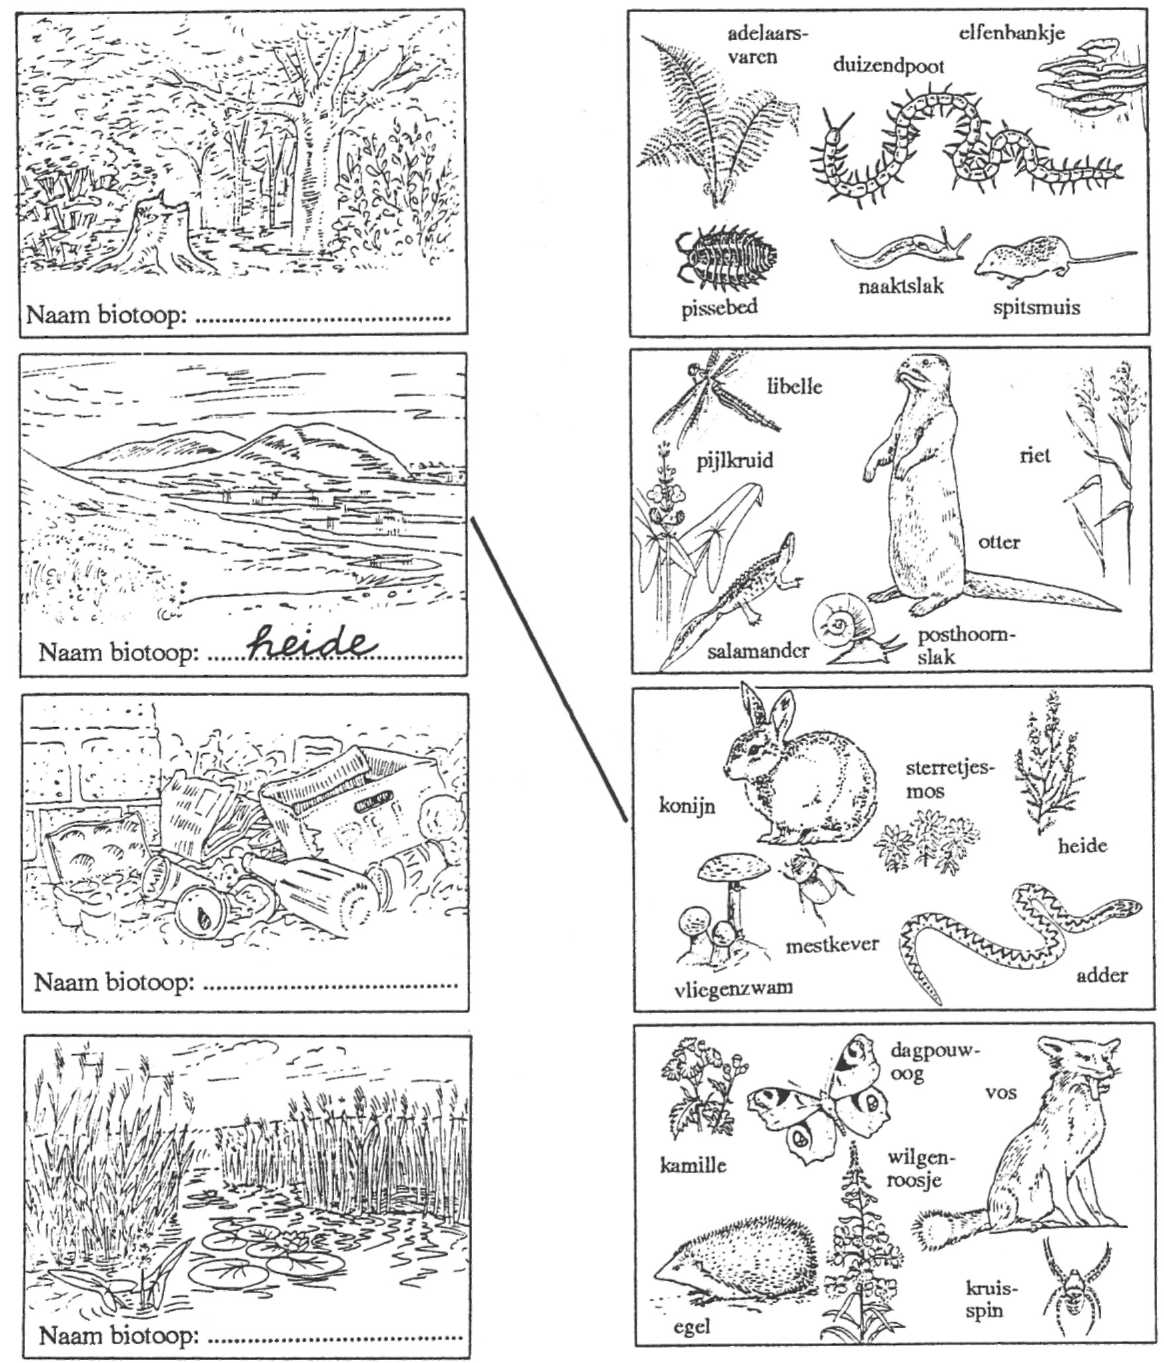 Naam biotoop: ..........................................
Naam biotoop: ......heide..............
Naam biotoop: ..........................................
Naam biotoop: ..........................................
adelaars-
varen
duizendpoot
elfenbankje
pissebed
naaktslak
spitsmuis
libelle
pijlkruid
riet
otter
salamander
posthoorn-
slak
konijn
sterretjes-
mos
heide
mestkever
vliegenzwam
adder
dagpouw-
oog
vos
kamille
wilgen-
roosje
kruis-
spin
egel